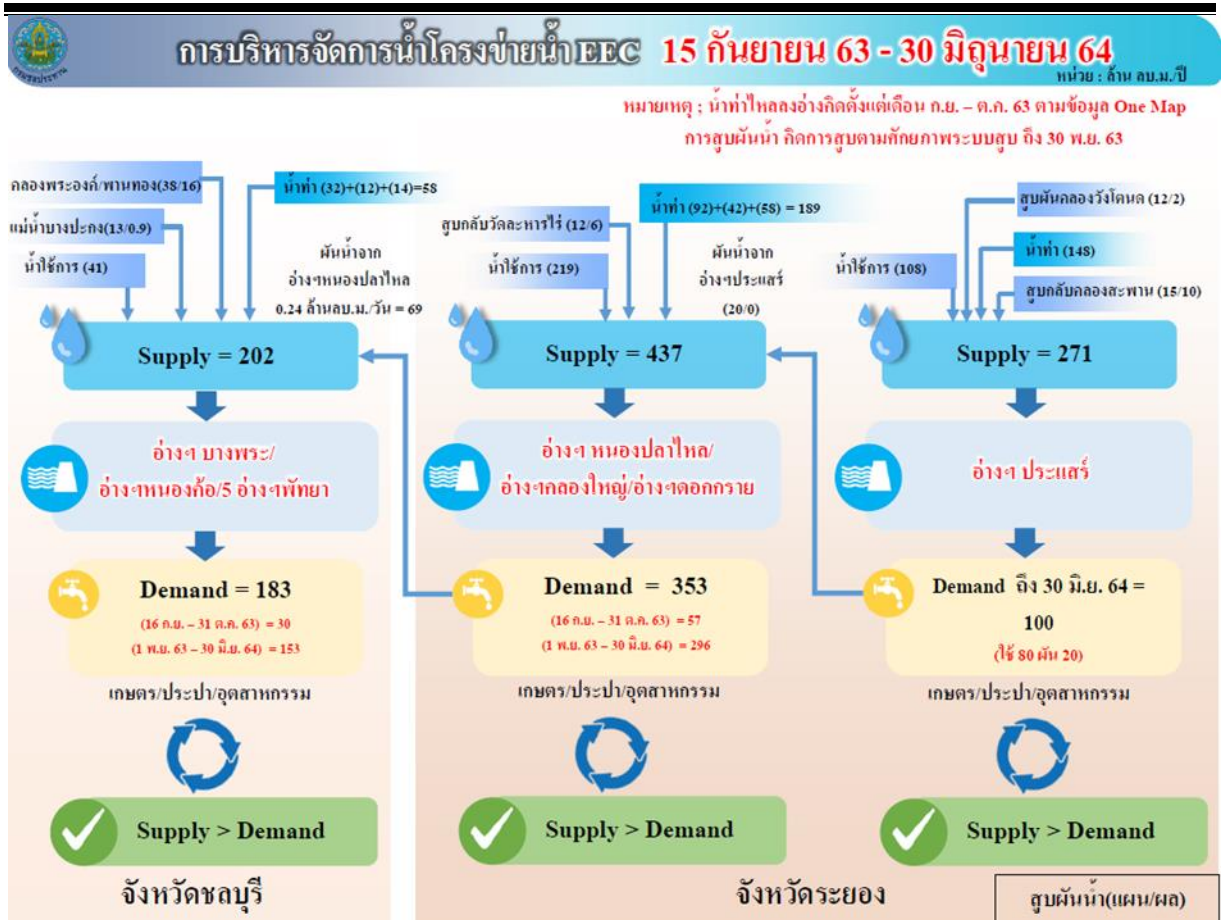 การบริหารจัดการน้ำโครงข่ายน้ำ EEC 15 กันยายน 63 - 30 มิถุนายน 64
หน่วย : ล้าน ลบ.ม./ปี
หมายเหตุ ; น้ำท่าไหลลงอ่างคิดตั้งแต่เดือน ก.ย. – ต.ค. 63 ตามข้อมูล One Map
การสูบผันน้ำ คิดการสูบตามศักยภาพระบบสูบ ถึง 30 พ.ย. 63
กรมชลประทาน
คลองพระองค์/พานทอง(38/16)
น้ำท่า (32)+(12)+(14)=58
แม่น้ำบางปะกง(13/0.9)
น้ำใช้การ (41)
ผันน้ำจาก
อ่างฯหนองปลาไหล
0.24 ล้านลบ.ม./วัน = 69
Supply = 202
อ่างฯ บางพระ/
อ่างฯหนองค้อ/5 อ่างฯพัทยา
Demand = 183
(16 ก.ย. – 31 ต.ค. 63) = 30
(1 พ.ย. 63 – 30 มิ.ย. 64) = 153
เกษตร/ประปา/อุตสาหกรรม
Supply > Demand
จังหวัดชลบุรี
สูบกลับวัดละหารไร่ (12/6)
น้ำท่า (92)+(42)+(58) = 189
น้ำใช้การ (219)
ผันน้ำจาก
อ่างฯประแสร์
(20/0)
Supply = 437
อ่างฯ หนองปลาไหล/
อ่างฯคลองใหญ่/อ่างฯดอกกราย
Demand = 353
(16 ก.ย. – 31 ต.ค. 63) = 57
(1 พ.ย. 63 – 30 มิ.ย. 64) = 296
เกษตร/ประปา/อุตสาหกรรม
Supply > Demand
สูบผันคลองวังโตนด (12/2)
น้ำท่า (148)
น้ำใช้การ (108)
สูบกลับคลองสะพาน (15/10)
Supply = 271
อ่างฯ ประแสร์
Demand ถึง 30 มิ.ย. 64 =
100
(ใช้ 80 ผัน 20)
เกษตร/ประปา/อุตสาหกรรม
Supply > Demand
จังหวัดระยอง
สูบผันน้ำ(แผน/ผล)